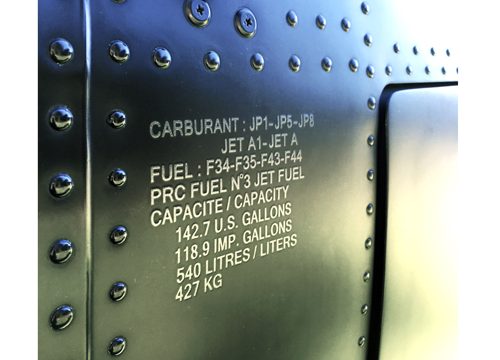 CARBURANT : JP1-JP5-JP8
JET A1-JET A
FUEL : F34-F35-F43-F44
PRC FUEL N°3 JET FUEL
CAPACITE / CAPACITY
142.7 U.S. GALLONS
118.9 IMP. GALLONS
540 LITRES / LITERS
427 KG